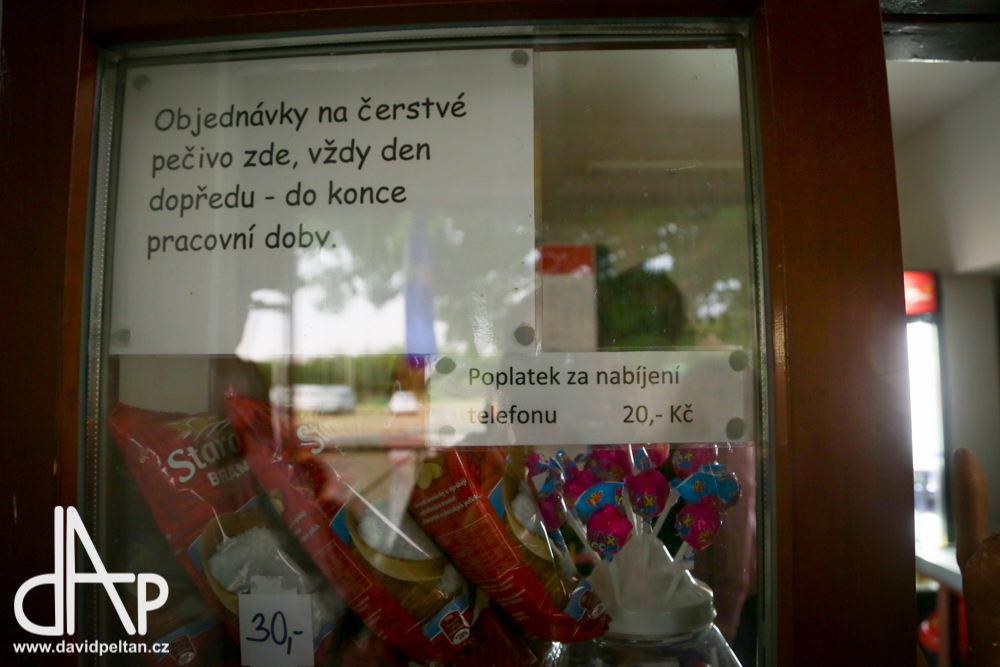 Objednávky na čerstvé
pečivo zde, vždy den
dopředu - do konce
pracovní doby.
Poplatek za nabíjení
telefonu 20,- Kč
30,-
dAp
www.davidpeltan.cz